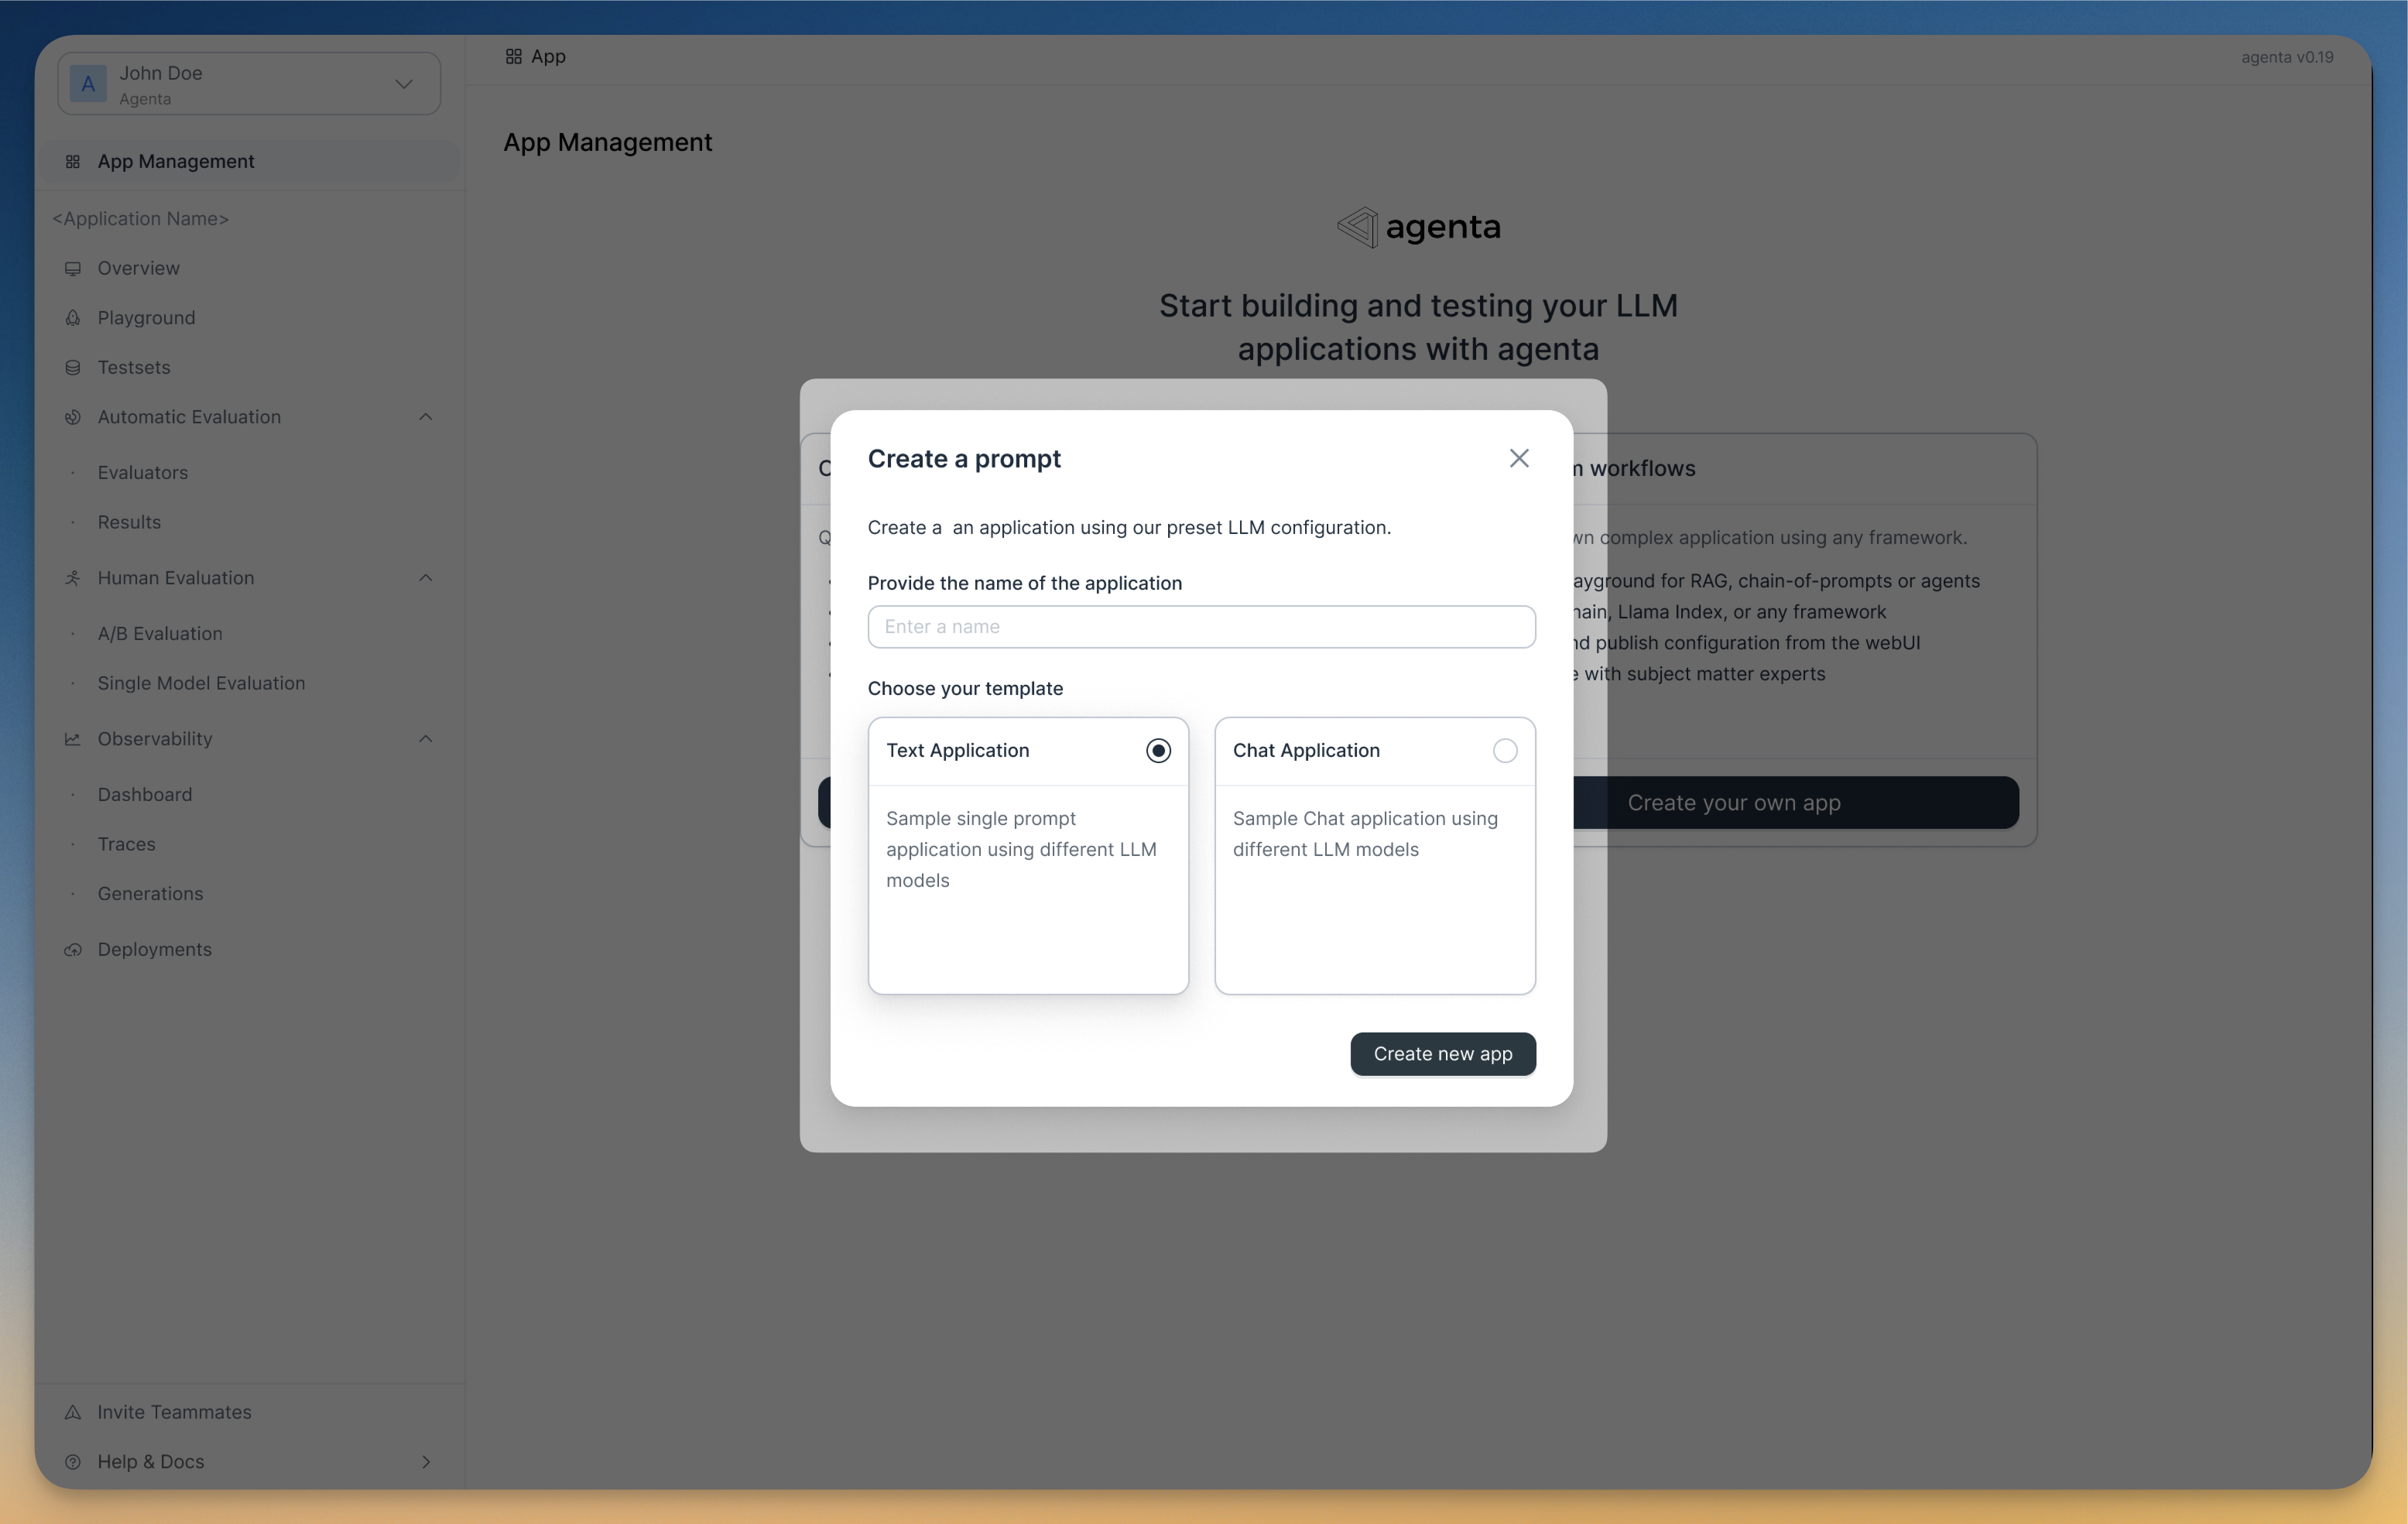 A
John Doe
Agenta
App Management
<Application Name>
Overview
Playground
Testsets
Automatic Evaluation
Evaluators
Results
Human Evaluation
A/B Evaluation
Single Model Evaluation
Observability
Dashboard
Traces
Generations
Deployments
Invite Teammates
Help & Docs
App
agenta v0.19
App Management
agenta
Start building and testing your LLM
applications with agenta
Create a prompt
Create a  an application using our preset LLM configuration.
Provide the name of the application
Enter a name
Choose your template
Text Application
Sample single prompt
application using different LLM
models
Chat Application
Sample Chat application using
different LLM models
Create new app
workflows
complex application using any framework.
for RAG, chain-of-prompts or agents
Llama Index, or any framework
publish configuration from the webUI
with subject matter experts
Create your own app